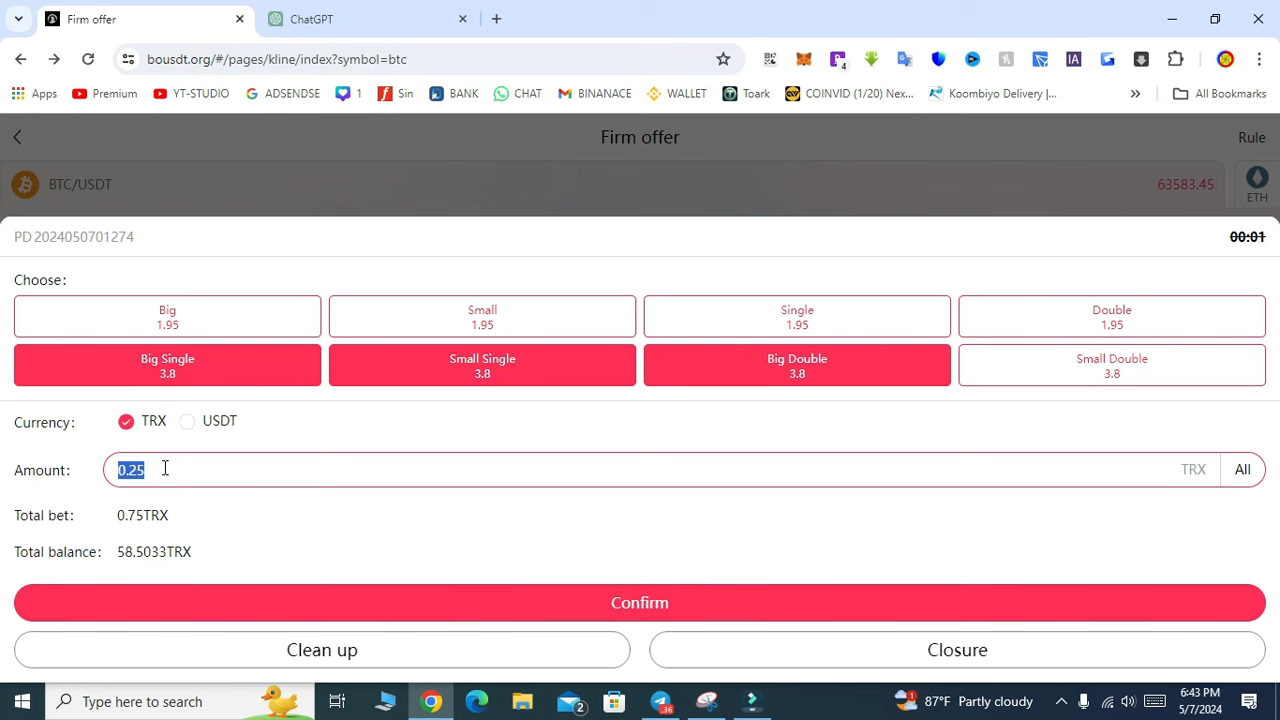 Firm offer
ChatGPT
bousdt.org/#/pages/kline/index?symbol=btc
4
Apps Premium YT-STUDIO ADSENDSE 1 Sin BANK CHAT BINANACE WALLET Toark COINVID (1/20) Nex... Koombiyo Delivery |... All Bookmarks
Firm offer
Rule
BTC/USDT
63583.45
ETH
PD2024050701274
00:01
Choose:
Big
1.95
Small
1.95
Single
1.95
Double
1.95
Big Single
3.8
Small Single
3.8
Big Double
3.8
Small Double
3.8
Currency: TRX USDT
Amount: 0.25 TRX All
Total bet: 0.75TRX
Total balance: 58.5033TRX
Confirm
Clean up
Closure
Type here to search
2
36
87°F Partly cloudy
6:43 PM
5/7/2024